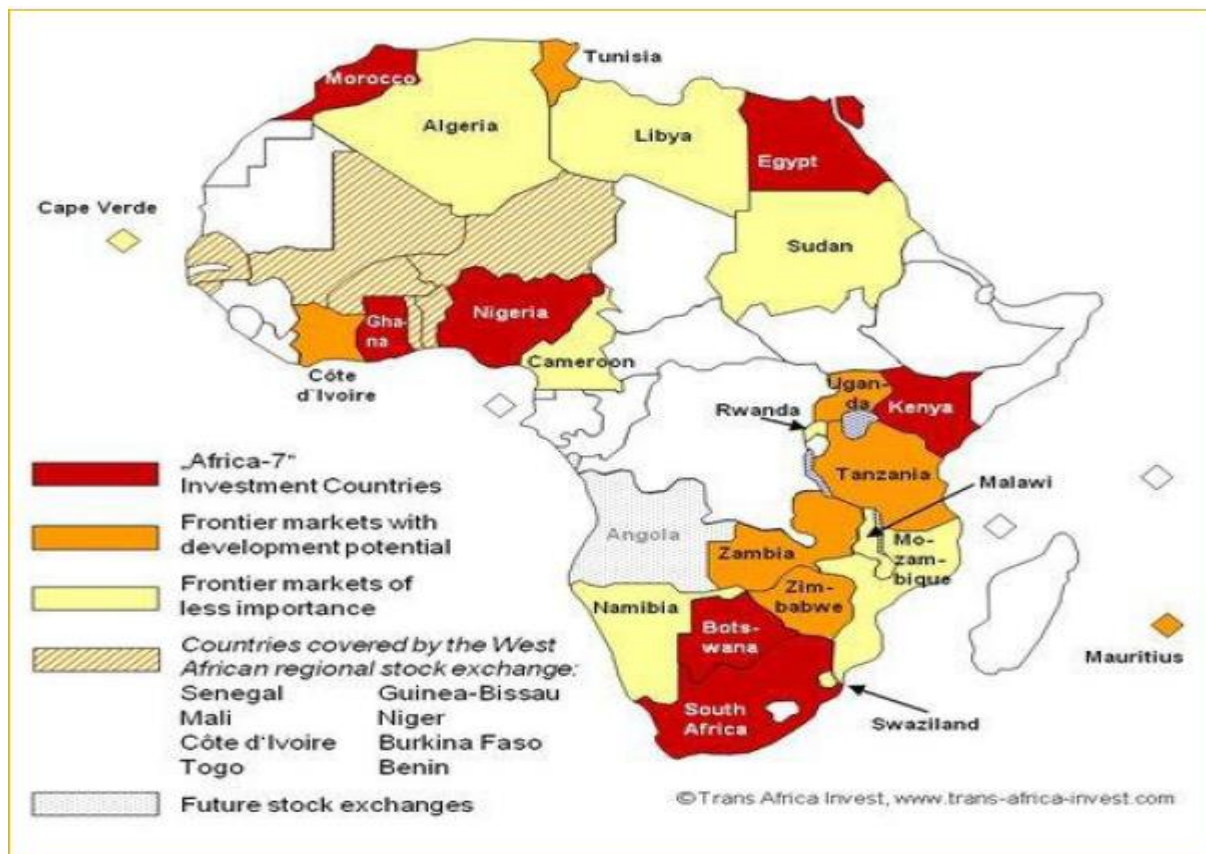 Tunisia
Morocco
Algeria
Libya
Egypt
Cape Verde
Sudan
Gha-
na
Nigeria
Cameroon
Côte
d'Ivoire
Ugan-
da
Rwanda
Kenya
Tanzania
Malawi
Angola
Zambia
Mo-
zam-
bique
Zim-
babwe
Namibia
Bots-
wana
Mauritius
South
Africa
Swaziland
„Africa-7“
Investment Countries
Frontier markets with
development potential
Frontier markets of
less importance
Countries covered by the West
African regional stock exchange:
Senegal Guinea-Bissau
Mali Niger
Côte d'Ivoire Burkina Faso
Togo Benin
Future stock exchanges
© Trans Africa Invest, www.trans-africa-invest.com